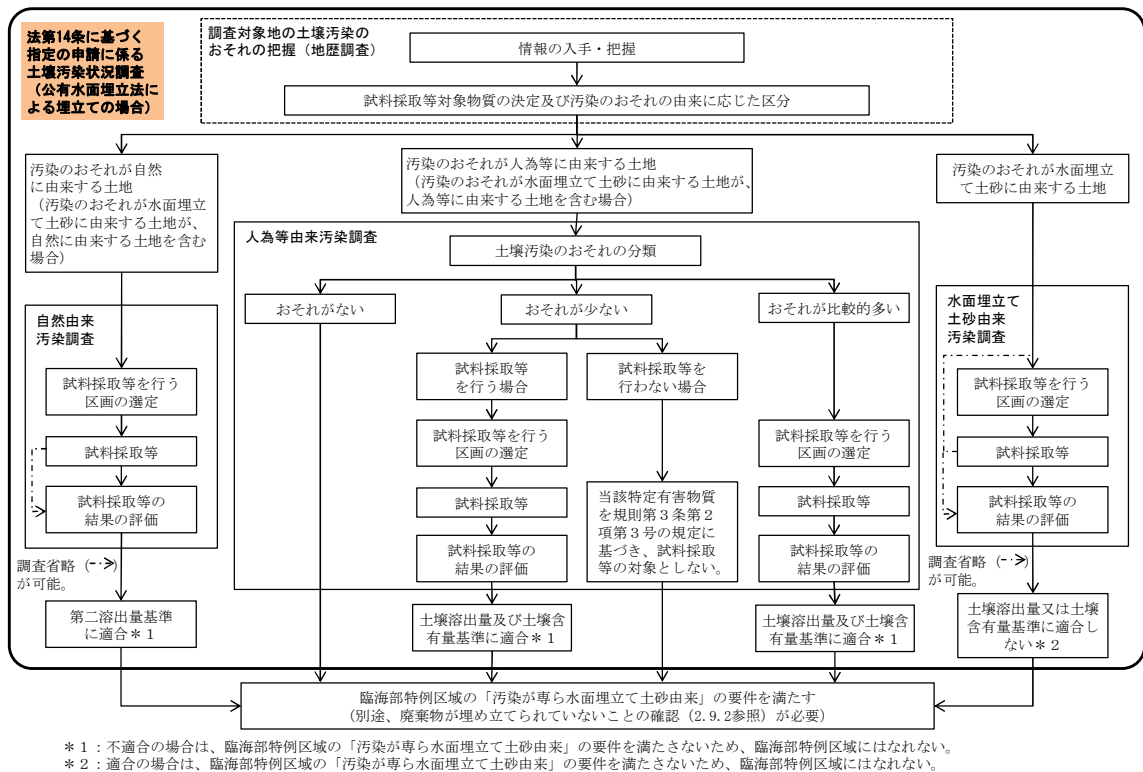 法第14条に基づく
指定の申請に係る
土壌汚染状況調査
（公有水面埋立法に
よる埋立ての場合）
調査対象地の土壌汚染の
おそれの把握（地歴調査）
情報の入手・把握
試料採取等対象物質の決定及び汚染のおそれの由来に応じた区分
汚染のおそれが自然
に由来する土地
（汚染のおそれが水面埋立
て土砂に由来する土地が、
自然に由来する土地を含む
場合）
汚染のおそれが人為等に由来する土地
（汚染のおそれが水面埋立て土砂に由来する土地が、
人為等に由来する土地を含む場合）
汚染のおそれが水面埋立
て土砂に由来する土地
人為等由来汚染調査
土壌汚染のおそれの分類
おそれがない
おそれが少ない
おそれが比較的多い
自然由来
汚染調査
試料採取等を行う
区画の選定
試料採取等
試料採取等の
結果の評価
調査省略（-･->）
が可能。
第二溶出量基準
に適合＊1
試料採取等
を行う場合
試料採取等を行う
区画の選定
試料採取等
試料採取等の
結果の評価
土壌溶出量及び土壌含
有量基準に適合＊1
試料採取等を
行わない場合
当該特定有害物質
を規則第３条第２
項第３号の規定に
基づき、試料採取
等の対象としない。
試料採取等を行う
区画の選定
試料採取等
試料採取等の
結果の評価
土壌溶出量及び土壌含
有量基準に適合＊1
水面埋立て
土砂由来
汚染調査
試料採取等を行う
区画の選定
試料採取等
試料採取等の
結果の評価
調査省略（-･->）
が可能。
土壌溶出量又は土壌
含有量基準に適合し
ない＊2
臨海部特例区域の「汚染が専ら水面埋立て土砂由来」の要件を満たす
（別途、廃棄物が埋め立てられていないことの確認（2.9.2参照）が必要）
＊1：不適合の場合は、臨海部特例区域の「汚染が専ら水面埋立て土砂由来」の要件を満たさないため、臨海部特例区域にはなれない。
＊2：適合の場合は、臨海部特例区域の「汚染が専ら水面埋立て土砂由来」の要件を満たさないため、臨海部特例区域にはなれない。